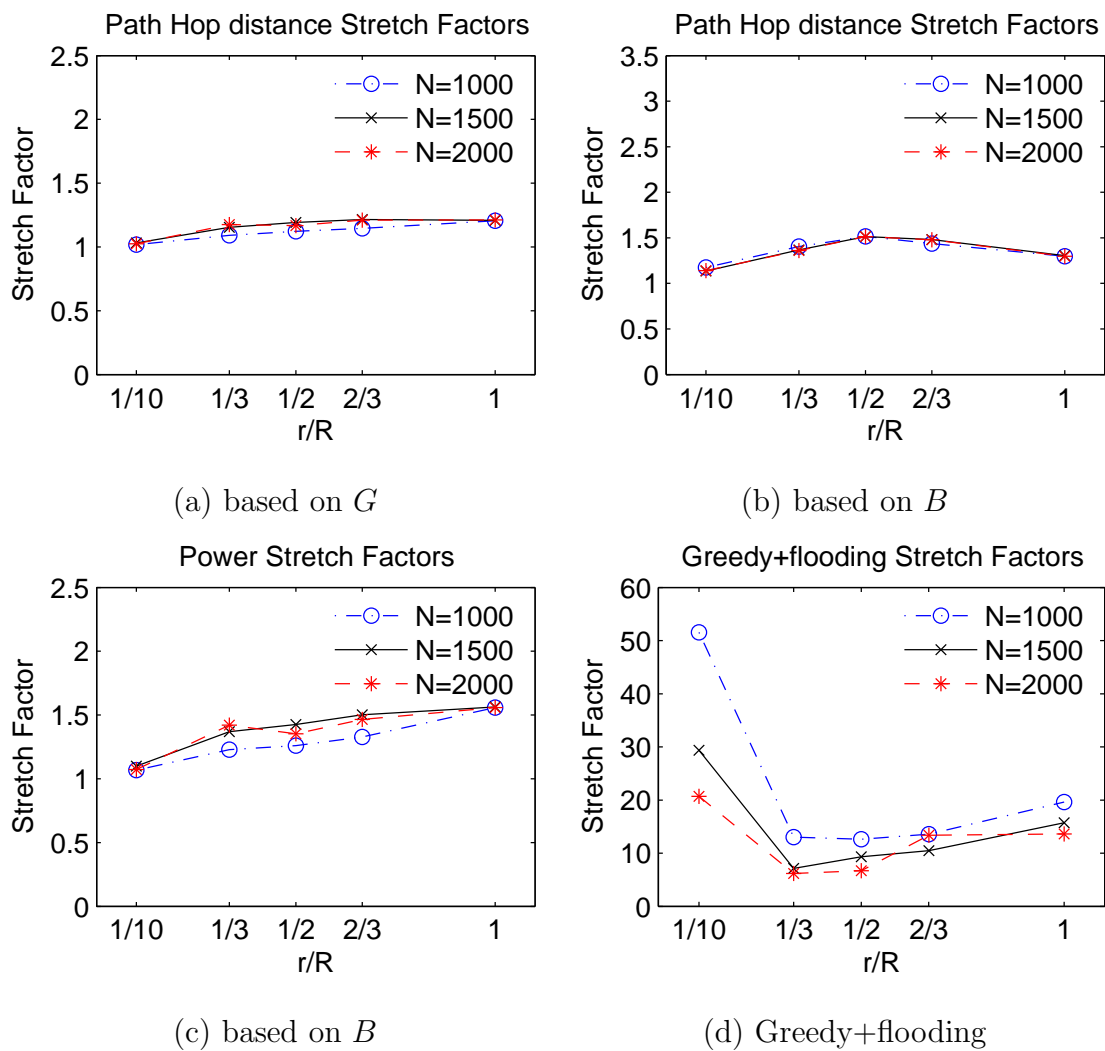 Path Hop distance Stretch Factors
2.5
2
1.5
1
0.5
0
Stretch Factor
N=1000
N=1500
N=2000
1/10 1/3 1/2 2/3 1
r/R
(a) based on G
Path Hop distance Stretch Factors
3.5
3
2.5
2
1.5
1
0.5
0
Stretch Factor
N=1000
N=1500
N=2000
1/10 1/3 1/2 2/3 1
r/R
(b) based on B
Power Stretch Factors
2.5
2
1.5
1
0.5
0
Stretch Factor
N=1000
N=1500
N=2000
1/10 1/3 1/2 2/3 1
r/R
(c) based on B
Greedy+flooding Stretch Factors
60
50
40
30
20
10
0
Stretch Factor
N=1000
N=1500
N=2000
1/10 1/3 1/2 2/3 1
r/R
(d) Greedy+flooding